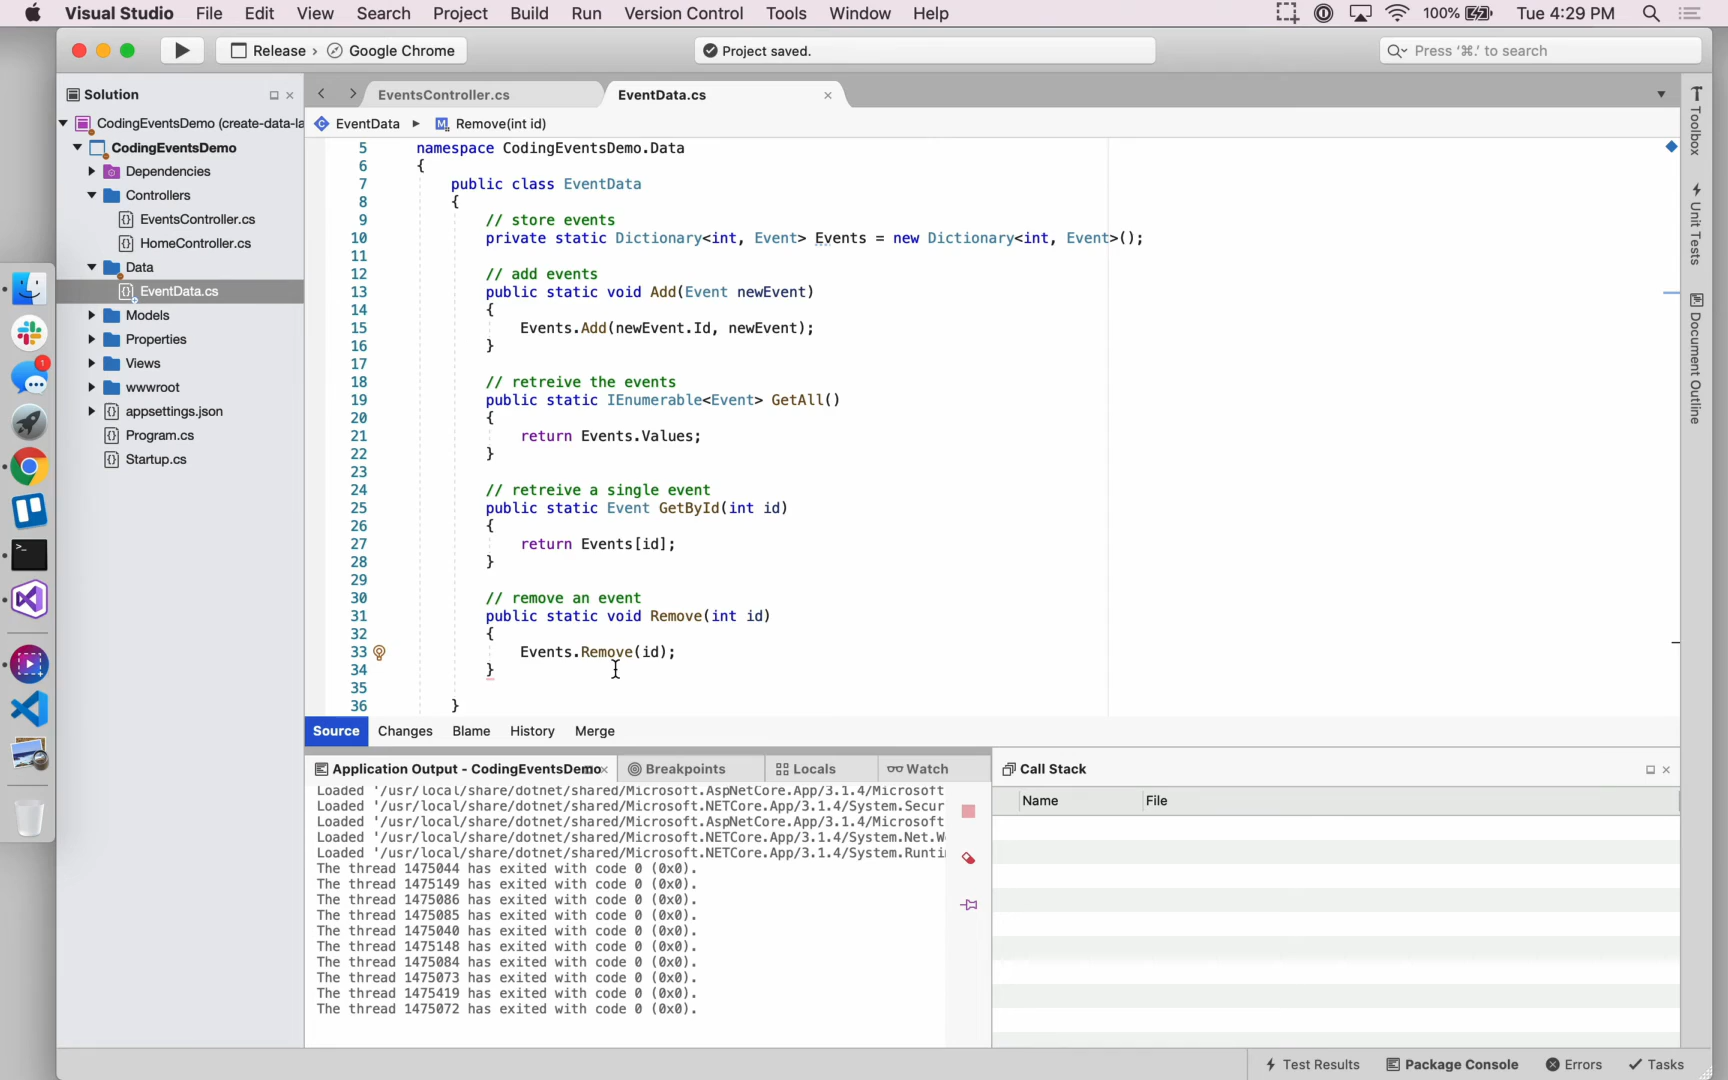 Visual Studio File Edit View Search Project Build Run Version Control Tools Window Help 100% Tue 4:29 PM
Release › Google Chrome
Project saved.
Press '⌘.' to search
Solution
EventsController.cs
EventData.cs
CodingEventsDemo (create-data-la
EventData ▸ Remove(int id)
CodingEventsDemo
Dependencies
Controllers
EventsController.cs
HomeController.cs
Data
EventData.cs
Models
Properties
Views
wwwroot
appsettings.json
Program.cs
Startup.cs
1
5 namespace CodingEventsDemo.Data
6 {
7 public class EventData
8 {
9 // store events
10 private static Dictionary<int, Event> Events = new Dictionary<int, Event>();
11
12 // add events
13 public static void Add(Event newEvent)
14 {
15 Events.Add(newEvent.Id, newEvent);
16 }
17
18 // retreive the events
19 public static IEnumerable<Event> GetAll()
20 {
21 return Events.Values;
22 }
23
24 // retreive a single event
25 public static Event GetById(int id)
26 {
27 return Events[id];
28 }
29
30 // remove an event
31 public static void Remove(int id)
32 {
33 Events.Remove(id);
34 }
35
36 }
Toolbox
Unit Tests
Document Outline
Source Changes Blame History Merge
Application Output - CodingEventsDemo
Breakpoints
Locals
Watch
Call Stack
Name
File
Loaded '/usr/local/share/dotnet/shared/Microsoft.AspNetCore.App/3.1.4/Microsoft
Loaded '/usr/local/share/dotnet/shared/Microsoft.NETCore.App/3.1.4/System.Secur
Loaded '/usr/local/share/dotnet/shared/Microsoft.AspNetCore.App/3.1.4/Microsoft
Loaded '/usr/local/share/dotnet/shared/Microsoft.NETCore.App/3.1.4/System.Net.W
Loaded '/usr/local/share/dotnet/shared/Microsoft.NETCore.App/3.1.4/System.Runti
The thread 1475044 has exited with code 0 (0x0).
The thread 1475149 has exited with code 0 (0x0).
The thread 1475086 has exited with code 0 (0x0).
The thread 1475085 has exited with code 0 (0x0).
The thread 1475040 has exited with code 0 (0x0).
The thread 1475148 has exited with code 0 (0x0).
The thread 1475084 has exited with code 0 (0x0).
The thread 1475073 has exited with code 0 (0x0).
The thread 1475419 has exited with code 0 (0x0).
The thread 1475072 has exited with code 0 (0x0).
Test Results Package Console Errors Tasks